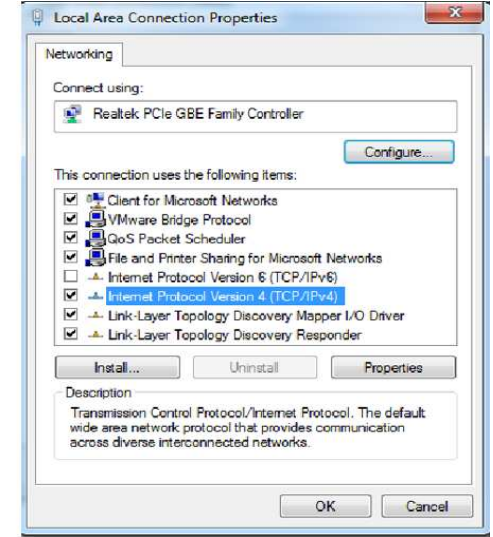 Local Area Connection Properties
Networking
Connect using:
Realtek PCIe GBE Family Controller
Configure...
This connection uses the following items:
Client for Microsoft Networks
VMware Bridge Protocol
QoS Packet Scheduler
File and Printer Sharing for Microsoft Networks
Internet Protocol Version 6 (TCP/IPv6)
Internet Protocol Version 4 (TCP/IPv4)
Link-Layer Topology Discovery Mapper I/O Driver
Link-Layer Topology Discovery Responder
Install... Uninstall Properties
Description
Transmission Control Protocol/Internet Protocol. The default
wide area network protocol that provides communication
across diverse interconnected networks.
OK Cancel